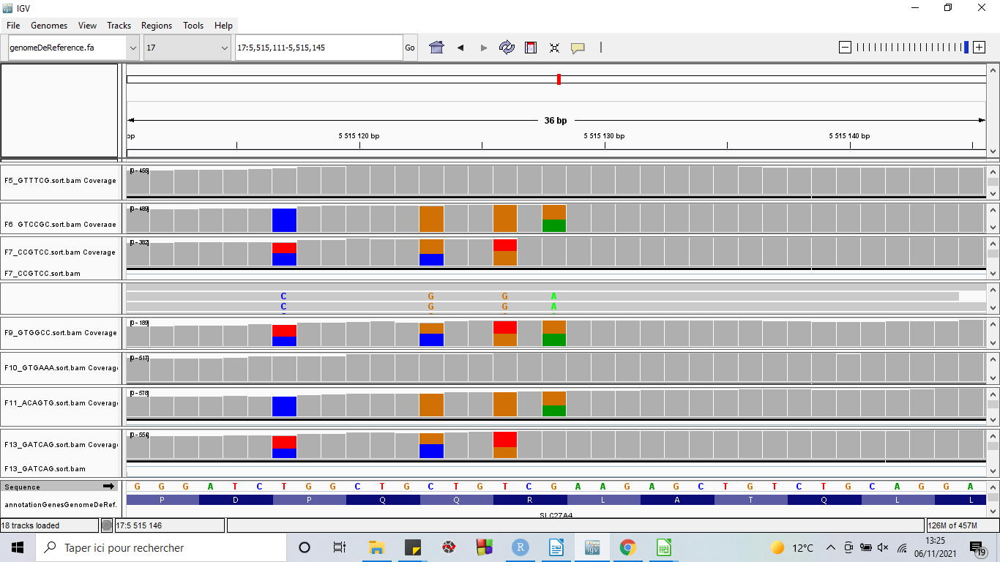 IGV
File Genomes View Tracks Regions Tools Help
genomeDeReference.fa 17 17:5,515,111-5,515,145 Go
36 bp
bp 5 515 120 bp 5 515 130 bp 5 515 140 bp
F5_GTTTCG.sort.bam Coverage [0 - 455]
F6_GTCCGC.sort.bam Coverage [0 - 489]
F7_CCGTCC.sort.bam Coverage [0 - 382]
F7_CCGTCC.sort.bam
C G G A
C G G A
F9_GTGGCC.sort.bam Coverage [0 - 189]
F10_GTGAAA.sort.bam Coverag [0 - 517]
F11_ACAGTG.sort.bam Coverag [0 - 578]
F13_GATCAG.sort.bam Coverag [0 - 554]
F13_GATCAG.sort.bam
Sequence G G G A T C T G G C T G C T G T C G A A G A G C T G T C T G C A G G A
annotationGenesGenomeDeRef. P D P Q Q R L A T Q L L
SLC27A4
18 tracks loaded 17:5 515 146 126M of 457M
Taper ici pour rechercher R IGV 12°C 13:25
06/11/2021 19